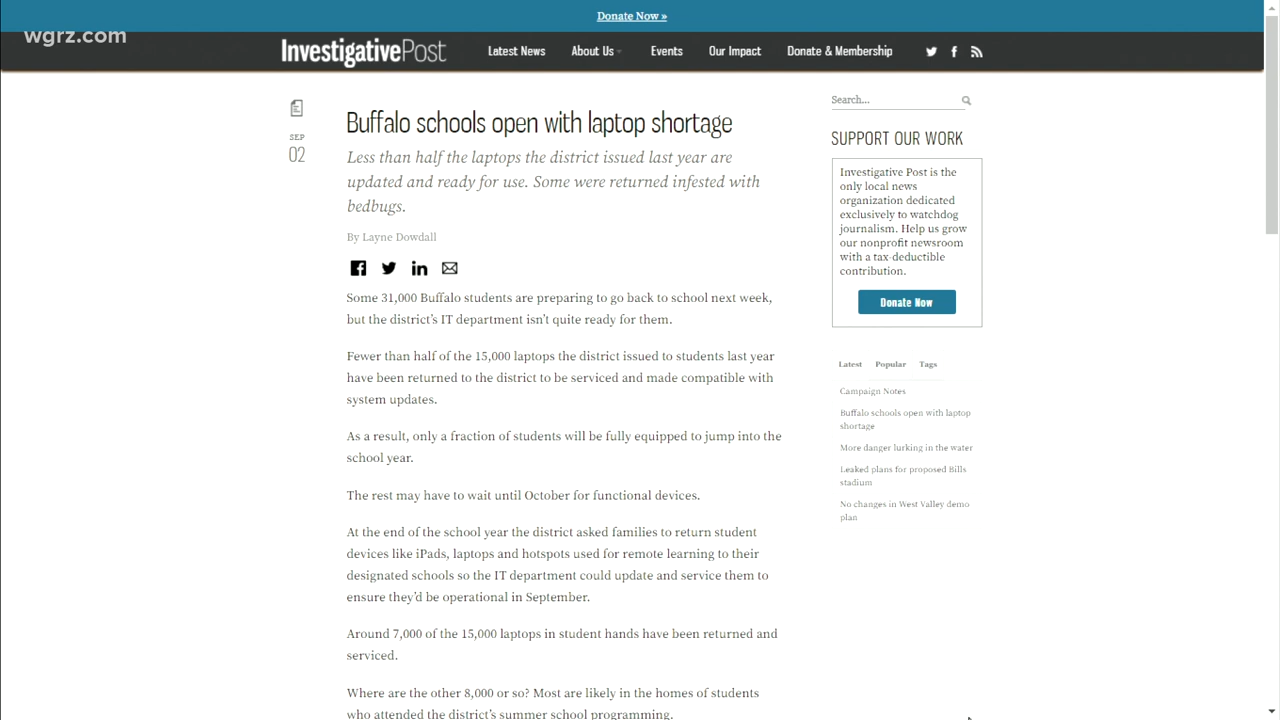 Donate Now »
wgrz.com
InvestigativePost
Latest News About Us Events Our Impact Donate & Membership
SEP
02
Buffalo schools open with laptop shortage
Less than half the laptops the district issued last year are
updated and ready for use. Some were returned infested with
bedbugs.
By Layne Dowdall
Some 31,000 Buffalo students are preparing to go back to school next week,
but the district's IT department isn't quite ready for them.
Fewer than half of the 15,000 laptops the district issued to students last year
have been returned to the district to be serviced and made compatible with
system updates.
As a result, only a fraction of students will be fully equipped to jump into the
school year.
The rest may have to wait until October for functional devices.
At the end of the school year the district asked families to return student
devices like iPads, laptops and hotspots used for remote learning to their
designated schools so the IT department could update and service them to
ensure they'd be operational in September.
Around 7,000 of the 15,000 laptops in student hands have been returned and
serviced.
Where are the other 8,000 or so? Most are likely in the homes of students
who attended the district's summer school programming.
Search...
SUPPORT OUR WORK
Investigative Post is the
only local news
organization dedicated
exclusively to watchdog
journalism. Help us grow
our nonprofit newsroom
with a tax-deductible
contribution.
Donate Now
Latest Popular Tags
Campaign Notes
Buffalo schools open with laptop
shortage
More danger lurking in the water
Leaked plans for proposed Bills
stadium
No changes in West Valley demo
plan